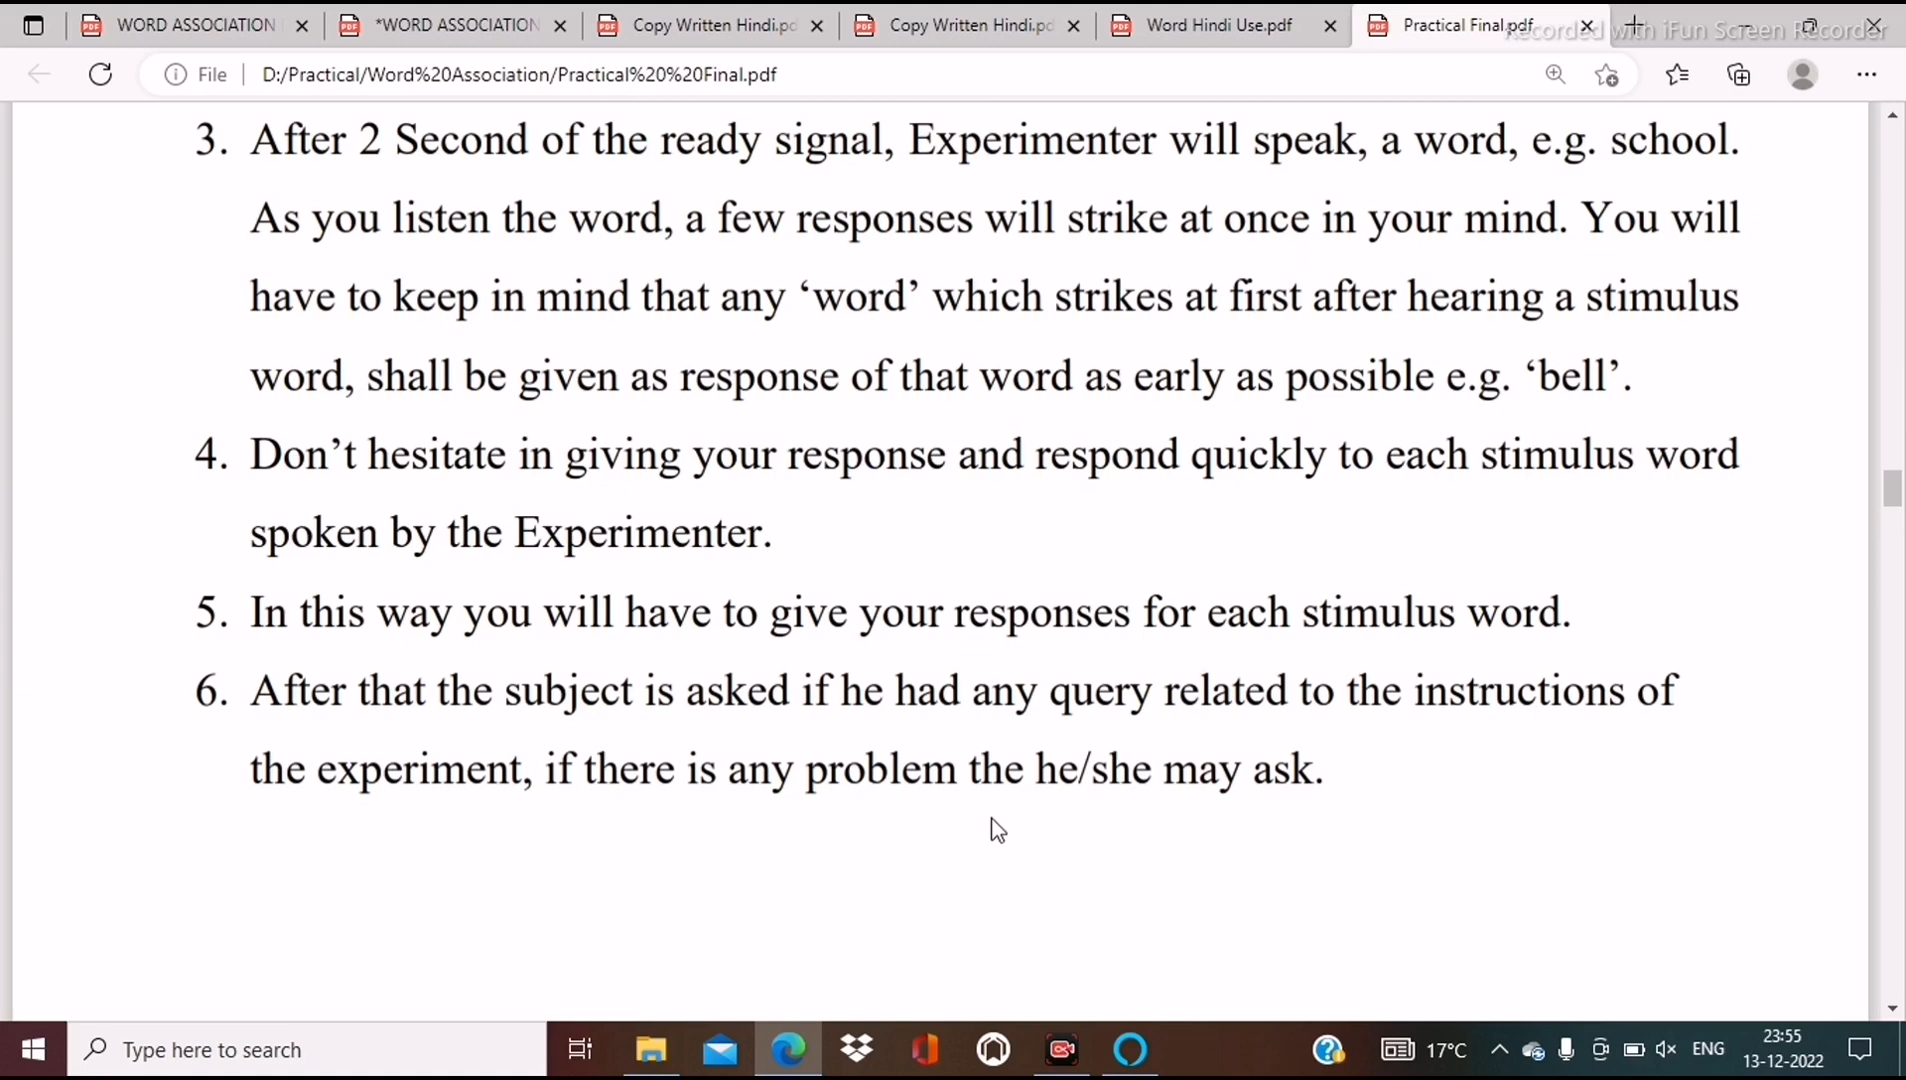 WORD ASSOCIATION
*WORD ASSOCIATION
Copy Written Hindi.pd
Copy Written Hindi.pd
Word Hindi Use.pdf
Practical Final.pdf
Recorded with iFun Screen Recorder
File
D:/Practical/Word%20Association/Practical%20%20Final.pdf
3. After 2 Second of the ready signal, Experimenter will speak, a word, e.g. school.
As you listen the word, a few responses will strike at once in your mind. You will
have to keep in mind that any ‘word’ which strikes at first after hearing a stimulus
word, shall be given as response of that word as early as possible e.g. ‘bell’.
4. Don’t hesitate in giving your response and respond quickly to each stimulus word
spoken by the Experimenter.
5. In this way you will have to give your responses for each stimulus word.
6. After that the subject is asked if he had any query related to the instructions of
the experiment, if there is any problem the he/she may ask.
Type here to search
17°C
ENG
23:55
13-12-2022